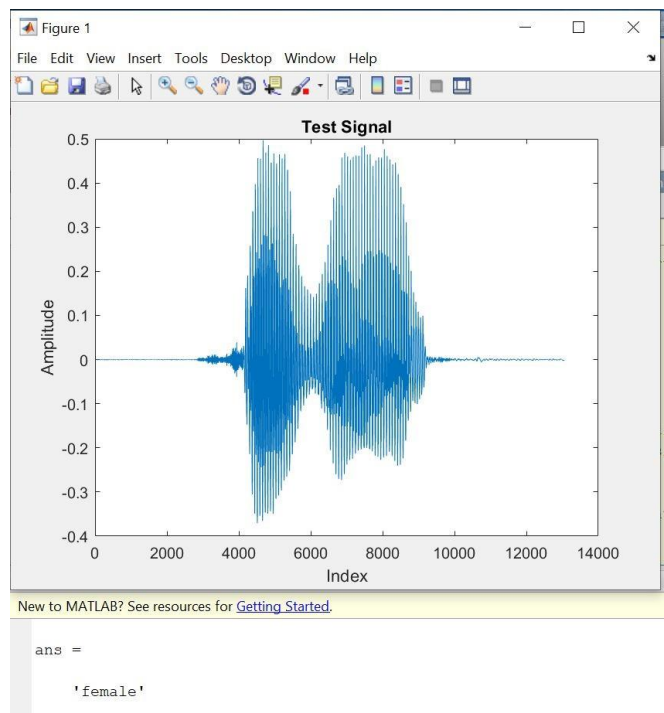 Figure 1
File Edit View Insert Tools Desktop Window Help
Test Signal
0.5
0.4
0.3
0.2
0.1
0
-0.1
-0.2
-0.3
-0.4
Amplitude
0 2000 4000 6000 8000 10000 12000 14000
Index
New to MATLAB? See resources for Getting Started.
ans =
'female'